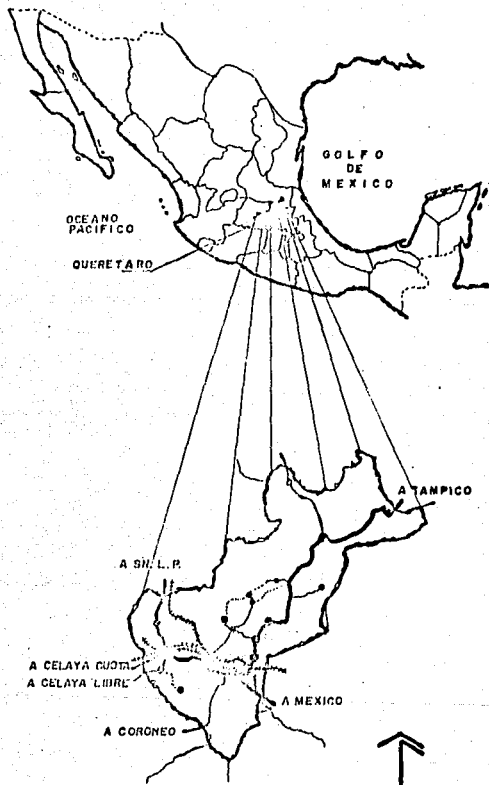 GOLFO
DE
MEXICO
OCEANO
PACIFICO
QUERETARO
A TAMPICO
A SN. L.P.
A CELAYA CUOTA
A CELAYA LIBRE
A MEXICO
A CORONEO